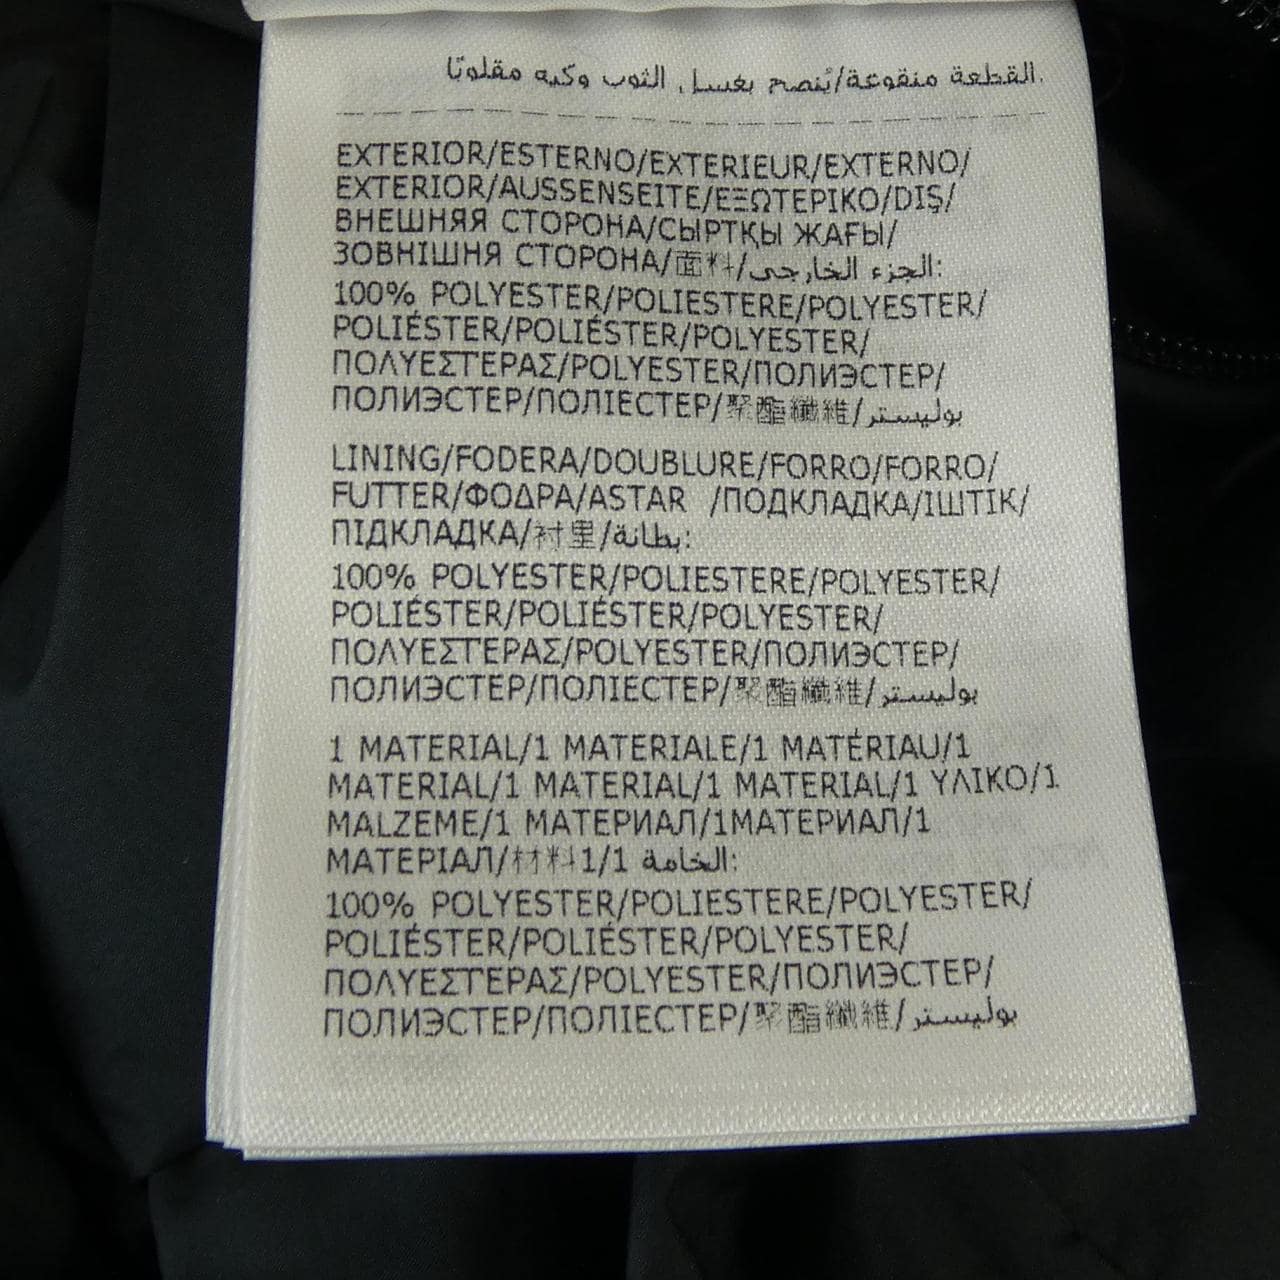 القطعة منقوعة/يُنصح بغسل الثوب وكيه مقلوبًا.
EXTERIOR/ESTERNO/EXTERIEUR/EXTERNO/
EXTERIOR/AUSSENSEITE/ΕΞΩΤΕΡΙΚΟ/DIŞ/
ВНЕШНЯЯ СТОРОНА/СЫРТҚЫ ЖАҒЫ/
ЗОВНІШНЯ СТОРОНА/面料/الجزء الخارجى:
100% POLYESTER/POLIESTERE/POLYESTER/
POLIÉSTER/POLIÉSTER/POLYESTER/
ΠΟΛΥΕΣΤΕΡΑΣ/POLYESTER/ПОЛИЭСТЕР/
ПОЛИЭСТЕР/ПОЛІЕСТЕР/聚酯纖維/بوليستر
LINING/FODERA/DOUBLURE/FORRO/FORRO/
FUTTER/ΦΟΔΡΑ/ASTAR /ПОДКЛАДКА/ІШТІК/
ПІДКЛАДКА/衬里/بطانة:
100% POLYESTER/POLIESTERE/POLYESTER/
POLIÉSTER/POLIÉSTER/POLYESTER/
ΠΟΛΥΕΣΤΕΡΑΣ/POLYESTER/ПОЛИЭСТЕР/
ПОЛИЭСТЕР/ПОЛІЕСТЕР/聚酯纖維/بوليستر
1 MATERIAL/1 MATERIALE/1 MATÉRIAU/1
MATERIAL/1 MATERIAL/1 MATERIAL/1 ΥΛΙΚΟ/1
MALZEME/1 МАТЕРИАЛ/1МАТЕРИАЛ/1
МАТЕРІАЛ/材料1/1 الخامة:
100% POLYESTER/POLIESTERE/POLYESTER/
POLIÉSTER/POLIÉSTER/POLYESTER/
ΠΟΛΥΕΣΤΕΡΑΣ/POLYESTER/ПОЛИЭСТЕР/
ПОЛИЭСТЕР/ПОЛІЕСТЕР/聚酯纖維/بوليستر